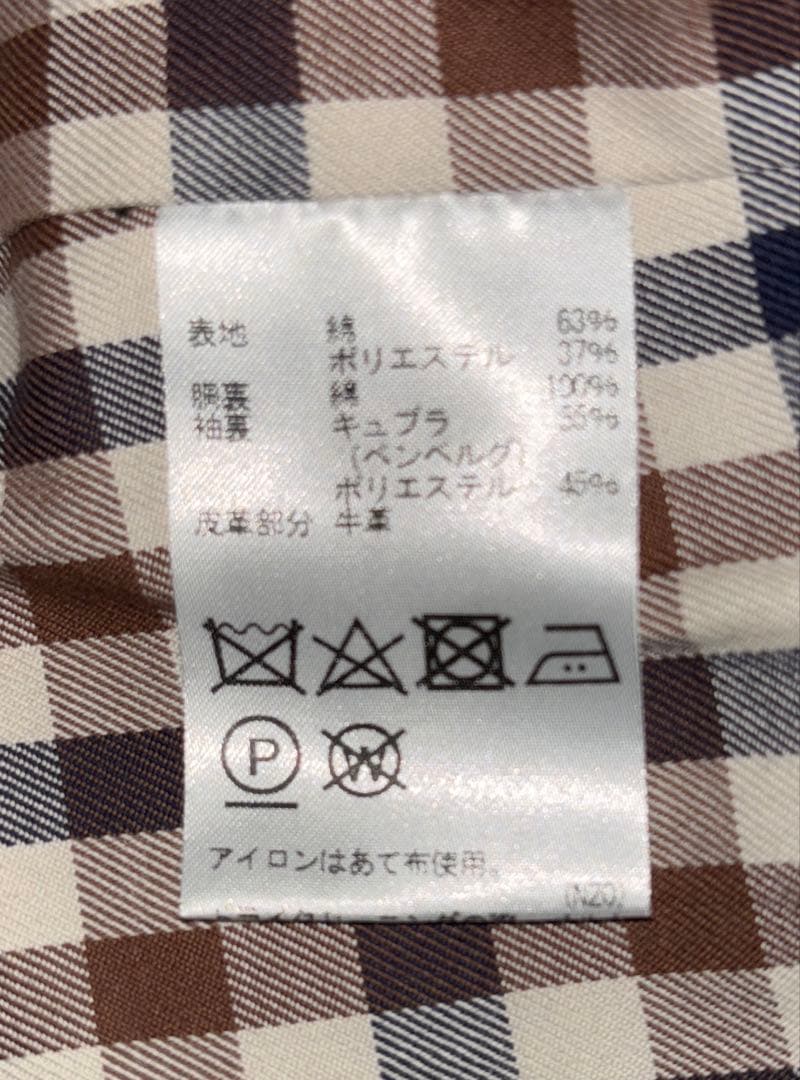 表地 綿 63%
ポリエステル 37%
胴裏 綿 100%
袖裏 キュプラ 55%
(ベンベルグ)
ポリエステル 45%
皮革部分 牛革
P W
アイロンはあて布使用。
(N20)